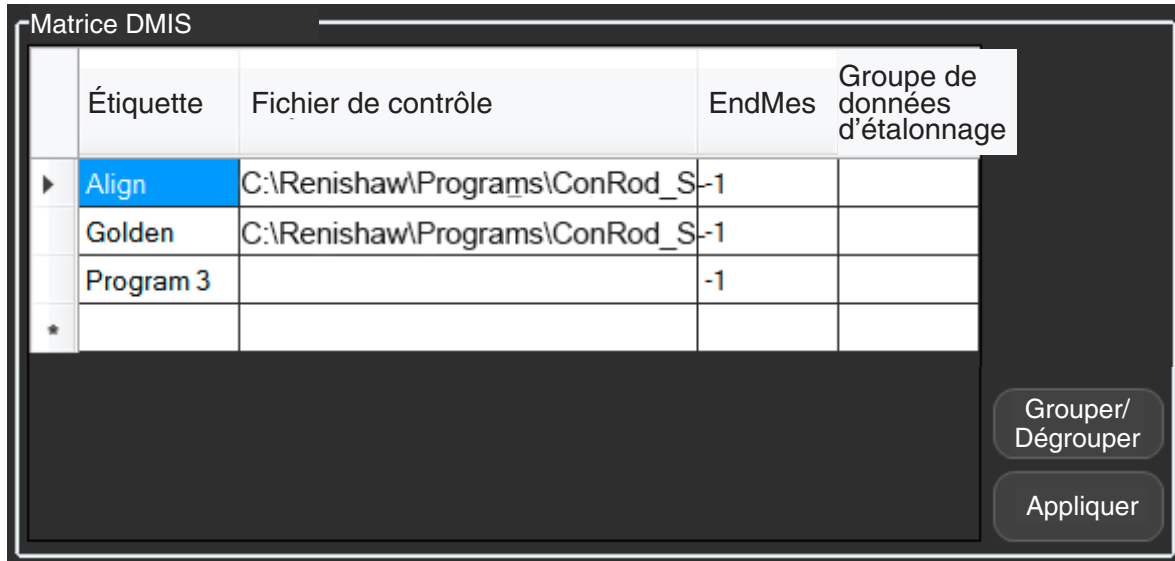 Matrice DMIS
Étiquette Fichier de contrôle EndMes Groupe de données d'étalonnage
Align C:\Renishaw\Programs\ConRod_S -1
Golden C:\Renishaw\Programs\ConRod_S -1
Program 3 -1
*
Grouper/
Dégrouper
Appliquer